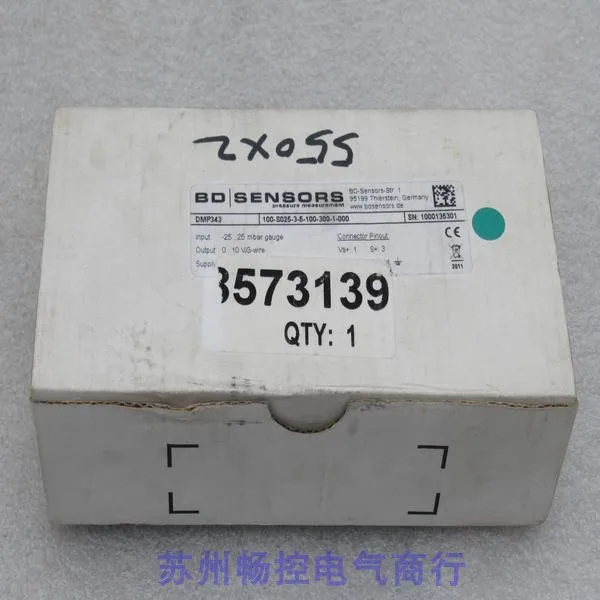 2X055
BD|SENSORS
pressure measurement
BD-Sensors-Str. 1
95199 Thierstein, Germany
www.bdsensors.de
DMP343
100-S025-3-5-100-300-1-000
SN: 1000136301
Input -25..25 mbar gauge
Connector Pinout
Output 0..10 V/3-wire
Vs+: 1 S+: 3
Supply
CE
2011
3573139
QTY: 1
苏州畅控电气商行